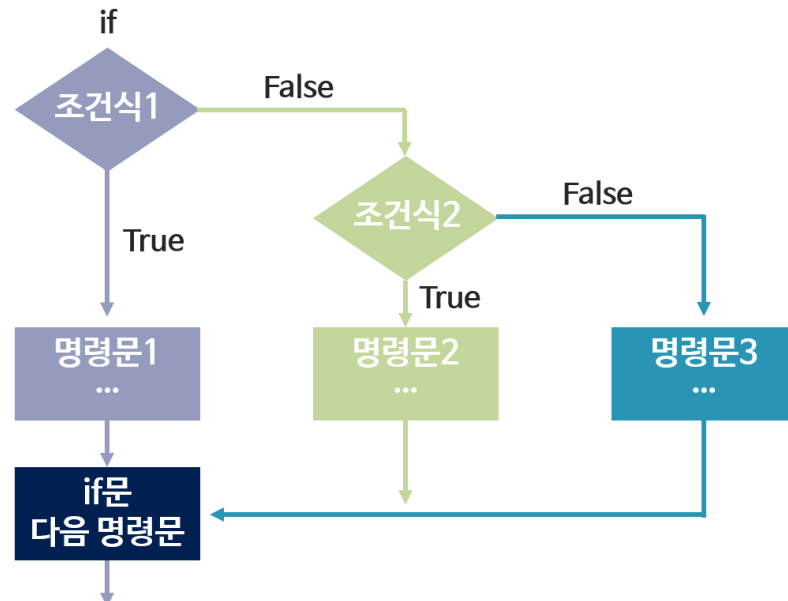 if
조건식1
False
조건식2
False
True
True
명령문1
...
명령문2
...
명령문3
...
if문
다음 명령문